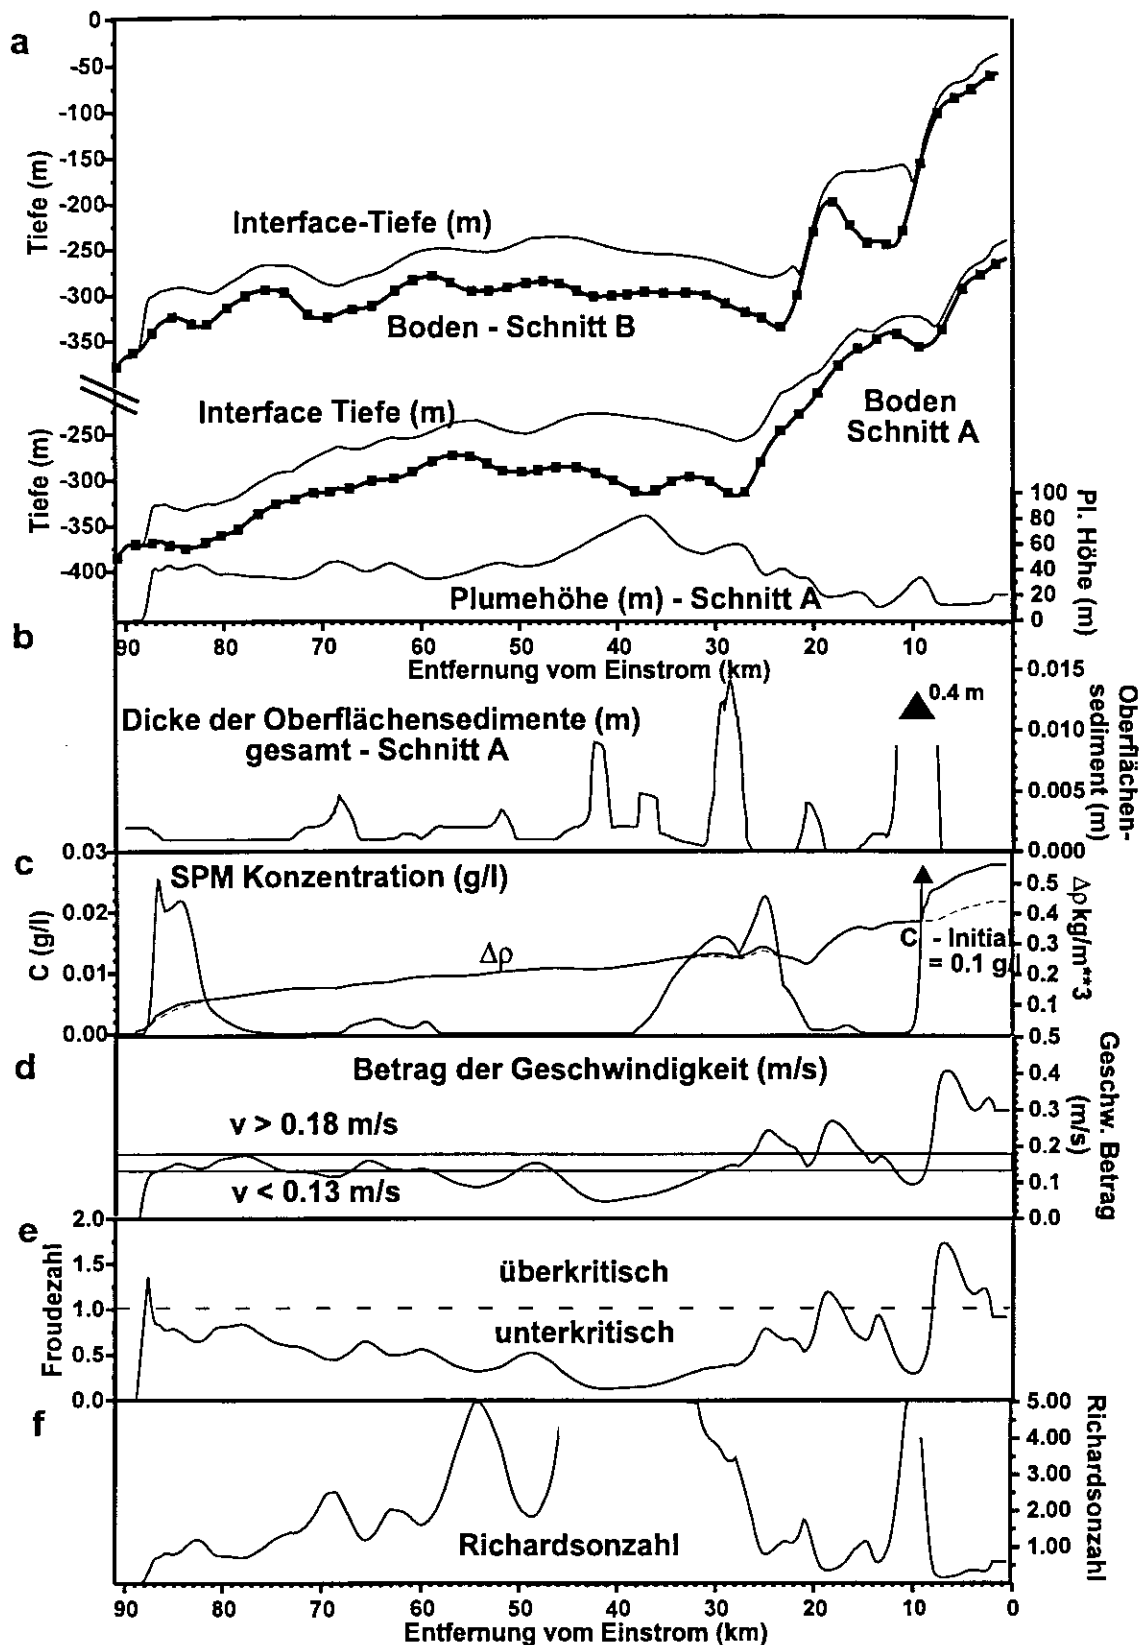 a
0
-50
-100
-150
-200
-250
-300
-350
Tiefe (m)
Interface-Tiefe (m)
Boden - Schnitt B
Interface Tiefe (m)
Boden
Schnitt A
-250
-300
-350
-400
Tiefe (m)
100
80
60
40
20
0
Pl. Höhe (m)
Plumehöhe (m) - Schnitt A
90 80 70 60 50 40 30 20 10 0
Entfernung vom Einstrom (km)
b
Dicke der Oberflächensedimente (m)
gesamt - Schnitt A
0.4 m
0.015
0.010
0.005
0.000
Oberflächen-
sediment (m)
c
SPM Konzentration (g/l)
0.03
0.02
0.01
0.00
C (g/l)
Δρ
C - Initial
= 0.1 g/l
0.5
0.4
0.3
0.2
0.1
Δρkg/m**3
d
Betrag der Geschwindigkeit (m/s)
v > 0.18 m/s
v < 0.13 m/s
0.5
0.4
0.3
0.2
0.1
0.0
Geschw. Betrag
(m/s)
e
2.0
1.5
1.0
0.5
0.0
Froudezahl
überkritisch
unterkritisch
f
Richardsonzahl
5.00
4.00
3.00
2.00
1.00
Richardsonzahl
90 80 70 60 50 40 30 20 10 0
Entfernung vom Einstrom (km)